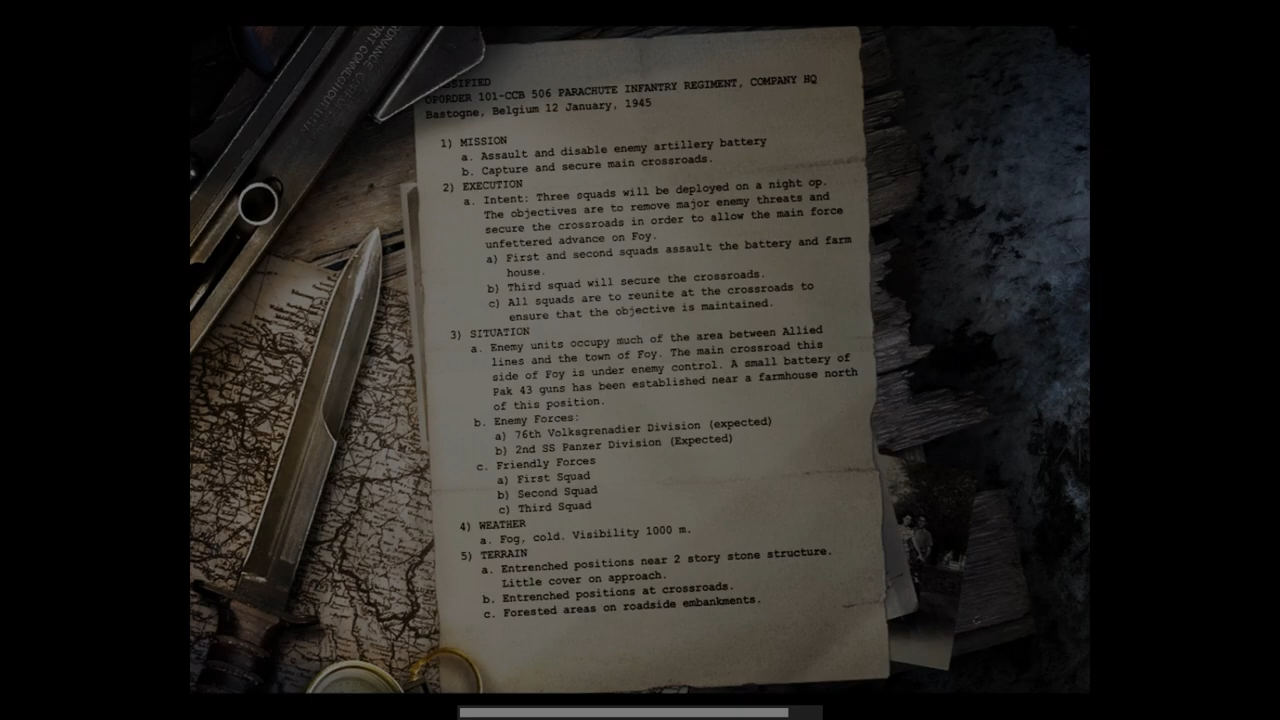 SSIFIED
OPORDER 101-CCB 506 PARACHUTE INFANTRY REGIMENT, COMPANY HQ
Bastogne, Belgium 12 January, 1945
1) MISSION
a. Assault and disable enemy artillery battery
b. Capture and secure main crossroads.
2) EXECUTION
a. Intent: Three squads will be deployed on a night op.
The objectives are to remove major enemy threats and
secure the crossroads in order to allow the main force
unfettered advance on Foy.
a) First and second squads assault the battery and farm
house.
b) Third squad will secure the crossroads.
c) All squads are to reunite at the crossroads to
ensure that the objective is maintained.
3) SITUATION
a. Enemy units occupy much of the area between Allied
lines and the town of Foy. The main crossroad this
side of Foy is under enemy control. A small battery of
Pak 43 guns has been established near a farmhouse north
of this position.
b. Enemy Forces:
a) 76th Volksgrenadier Division (expected)
b) 2nd SS Panzer Division (Expected)
c. Friendly Forces
a) First Squad
b) Second Squad
c) Third Squad
4) WEATHER
a. Fog, cold. Visibility 1000 m.
5) TERRAIN
a. Entrenched positions near 2 story stone structure.
Little cover on approach.
b. Entrenched positions at crossroads.
c. Forested areas on roadside embankments.